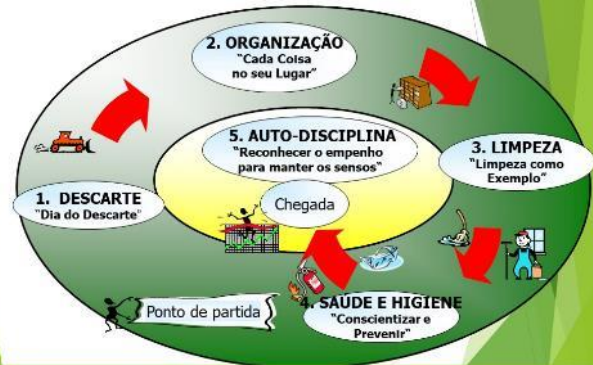 2. ORGANIZAÇÃO
"Cada Coisa
no seu Lugar"
5. AUTO-DISCIPLINA
"Reconhecer o empenho
para manter os sensos"
3. LIMPEZA
"Limpeza como
Exemplo"
1. DESCARTE
"Dia do Descarte"
Chegada
Ponto de partida
4. SAÚDE E HIGIENE
"Conscientizar e
Prevenir"